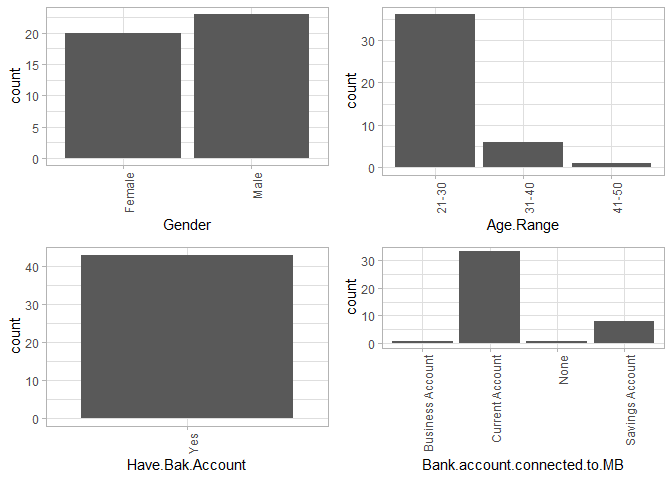 count
20
15
10
5
0
Female
Male
Gender
count
30
20
10
0
21-30
31-40
41-50
Age.Range
count
40
30
20
10
0
Yes
Have.Bak.Account
count
30
20
10
0
Business Account
Current Account
None
Savings Account
Bank.account.connected.to.MB